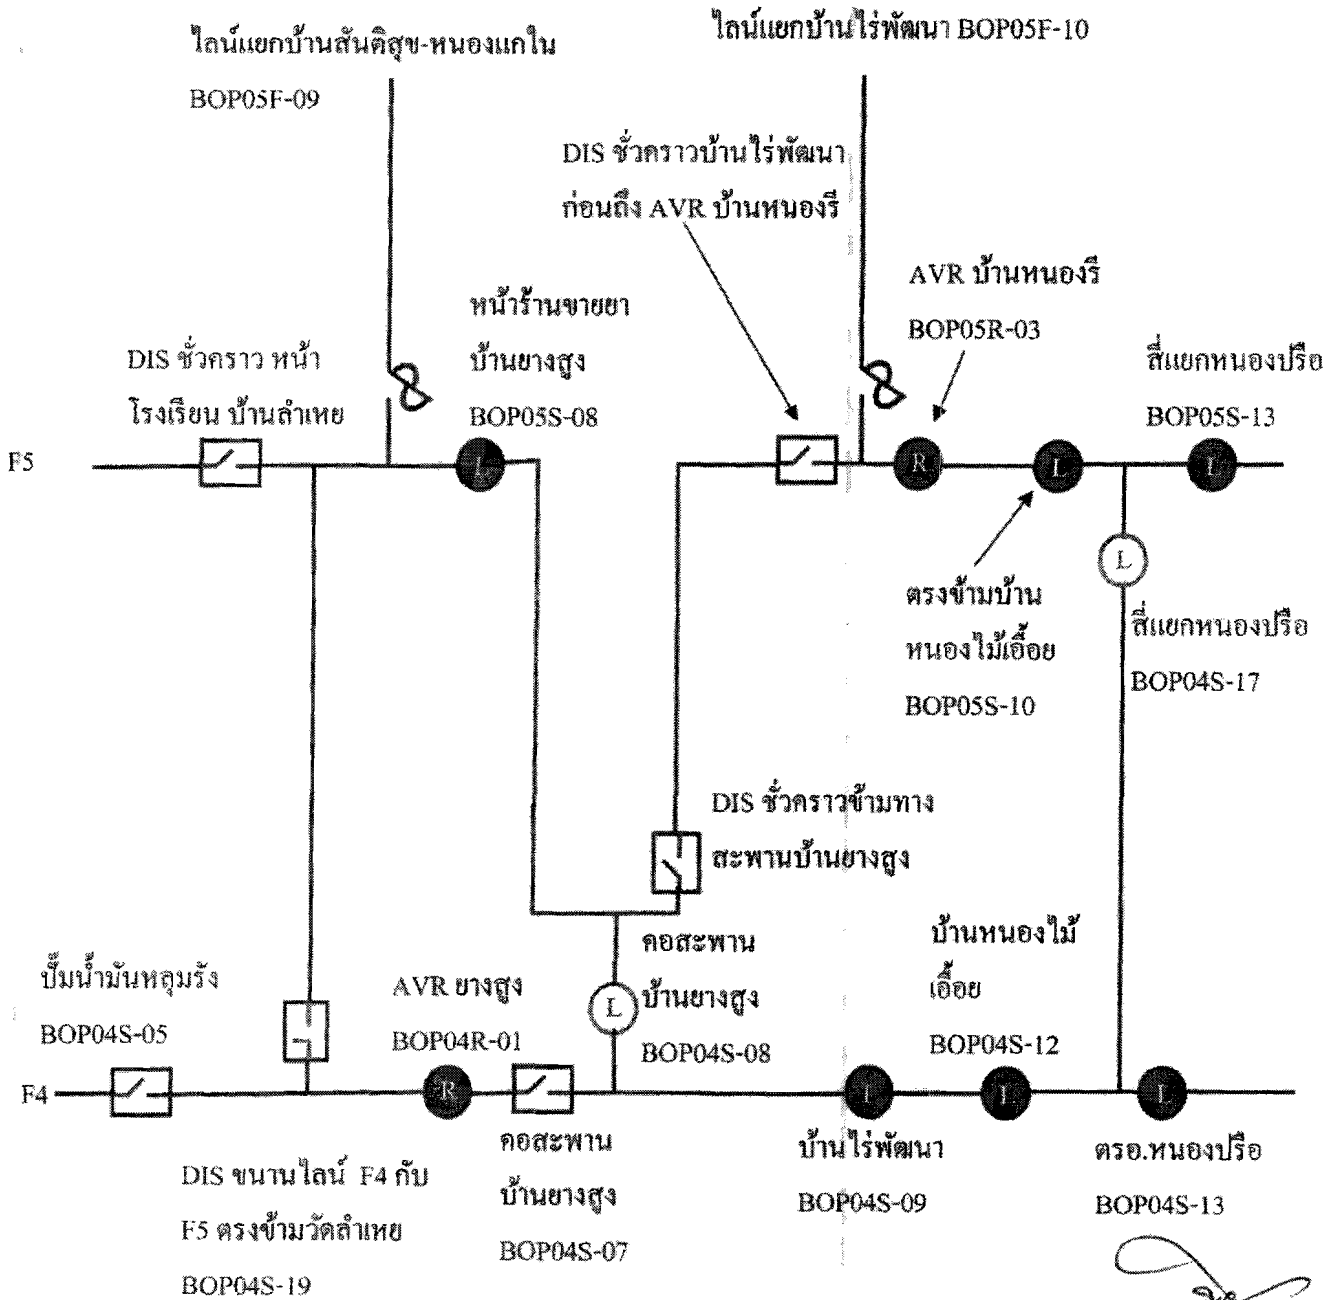 ไลน์แยกบ้านสันติสุข-หนองแกใน
BOP05F-09
ไลน์แยกบ้านไร่พัฒนา BOP05F-10
DIS ชั่วคราวบ้านไร่พัฒนา
ก่อนถึง AVR บ้านหนองรี
AVR บ้านหนองรี
BOP05R-03
หน้าร้านขายยา
บ้านยางสูง
BOP05S-08
DIS ชั่วคราว หน้า
โรงเรียน บ้านลำเหย
สี่แยกหนองปรือ
BOP05S-13
F5
L
R
L
L
L
ตรงข้ามบ้าน
หนองไม้เอื้อย
BOP05S-10
สี่แยกหนองปรือ
BOP04S-17
DIS ชั่วคราวข้ามทาง
สะพานบ้านยางสูง
คอสะพาน
บ้านยางสูง
BOP04S-08
L
บ้านหนองไม้
เอื้อย
BOP04S-12
ปั๊มน้ำมันหลุมรัง
BOP04S-05
AVR ยางสูง
BOP04R-01
F4
R
L
L
L
DIS ขนานไลน์ F4 กับ
F5 ตรงข้ามวัดลำเหย
BOP04S-19
คอสะพาน
บ้านยางสูง
BOP04S-07
บ้านไร่พัฒนา
BOP04S-09
ตรอ.หนองปรือ
BOP04S-13